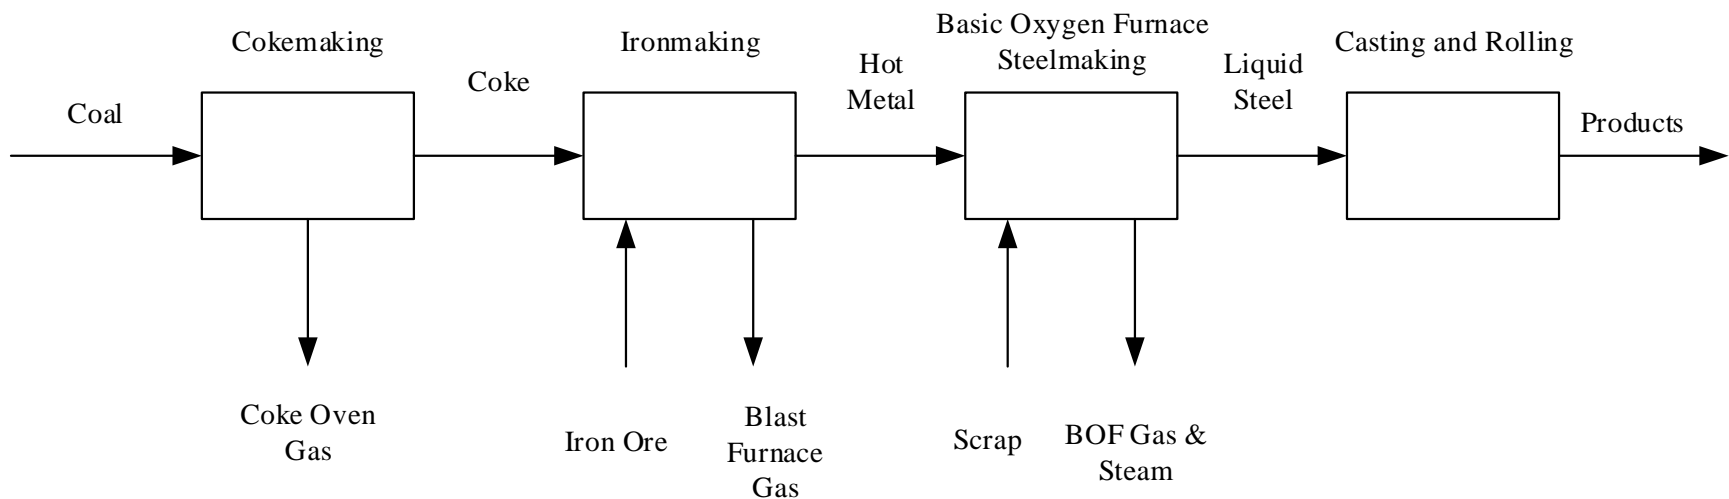 Cokemaking
Ironmaking
Basic Oxygen Furnace
Steelmaking
Casting and Rolling
Coal
Coke
Hot
Metal
Liquid
Steel
Products
Coke Oven
Gas
Iron Ore
Blast
Furnace
Gas
Scrap
BOF Gas &
Steam